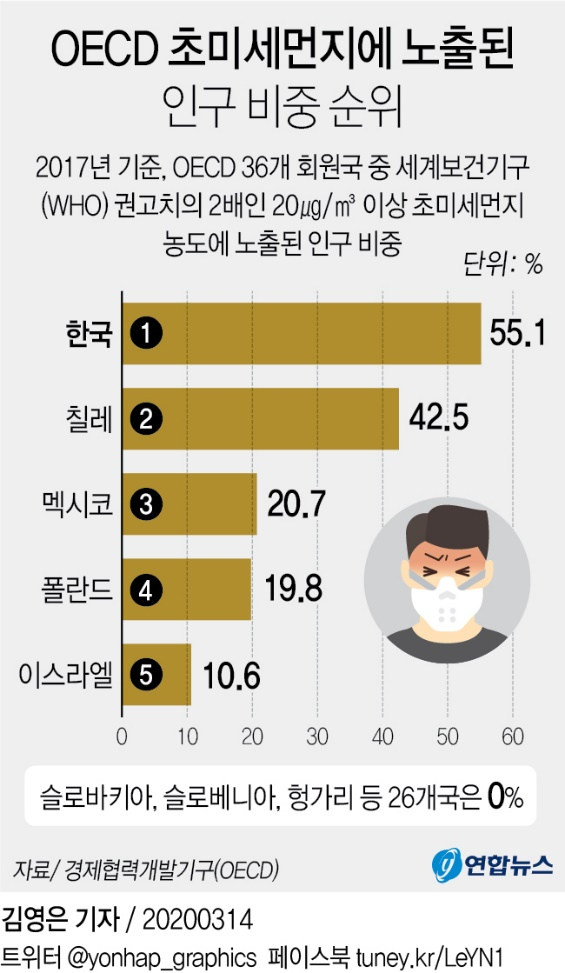 OECD 초미세먼지에 노출된
인구 비중 순위
2017년 기준, OECD 36개 회원국 중 세계보건기구
(WHO) 권고치의 2배인 20㎍/㎥ 이상 초미세먼지
농도에 노출된 인구 비중
단위: %
한국 1 55.1
칠레 2 42.5
멕시코 3 20.7
폴란드 4 19.8
이스라엘 5 10.6
0 10 20 30 40 50 60
슬로바키아, 슬로베니아, 헝가리 등 26개국은 0%
자료/ 경제협력개발기구(OECD)
연합뉴스
김영은 기자 / 20200314
트위터 @yonhap_graphics 페이스북 tuney.kr/LeYN1